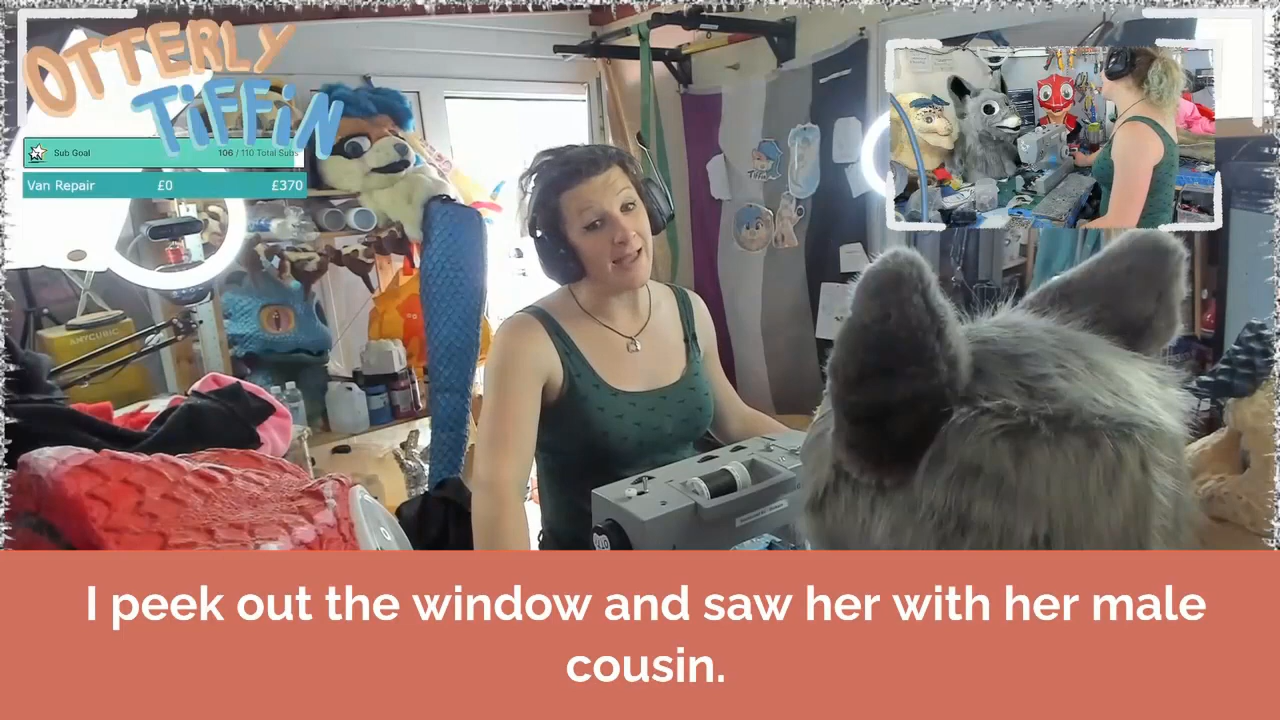 OTTERLY
TiFFiN
Sub Goal 106 / 110 Total Subs
Van Repair £0 £370
ANYCUBIC
I peek out the window and saw her with her male
cousin.